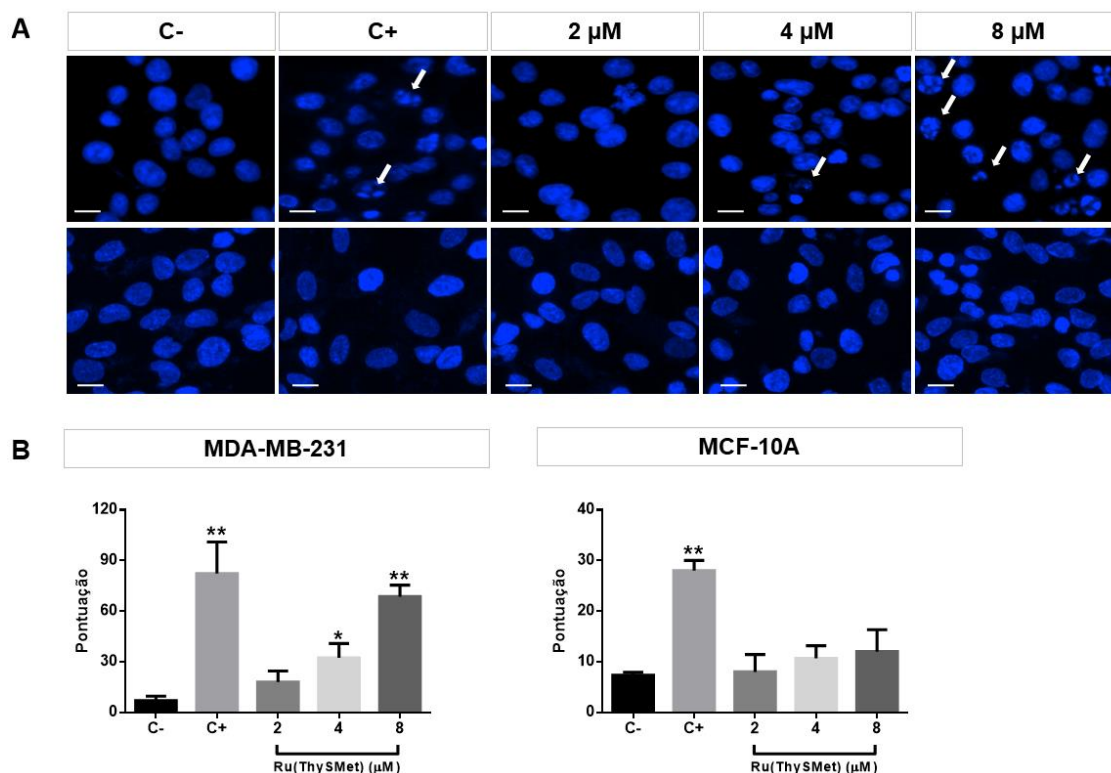 A
C- C+ 2 µM 4 µM 8 µM
B
MDA-MB-231 MCF-10A
120
90
60
30
0
Pontuação
**
*
**
C- C+ 2 4 8
Ru(ThySMet) (µM)
40
30
20
10
0
Pontuação
**
C- C+ 2 4 8
Ru(ThySMet) (µM)